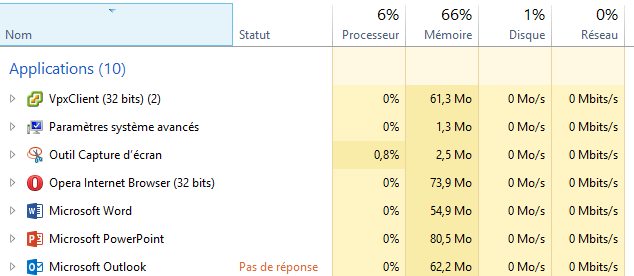 6% 66% 1% 0%
Nom Statut Processeur Mémoire Disque Réseau
Applications (10)
VpxClient (32 bits) (2) 0% 61,3 Mo 0 Mo/s 0 Mbits/s
Paramètres système avancés 0% 1,3 Mo 0 Mo/s 0 Mbits/s
Outil Capture d'écran 0,8% 2,5 Mo 0 Mo/s 0 Mbits/s
Opera Internet Browser (32 bits) 0% 73,9 Mo 0 Mo/s 0 Mbits/s
Microsoft Word 0% 54,9 Mo 0 Mo/s 0 Mbits/s
Microsoft PowerPoint 0% 80,5 Mo 0 Mo/s 0 Mbits/s
Microsoft Outlook Pas de réponse 0% 62,2 Mo 0 Mo/s 0 Mbits/s